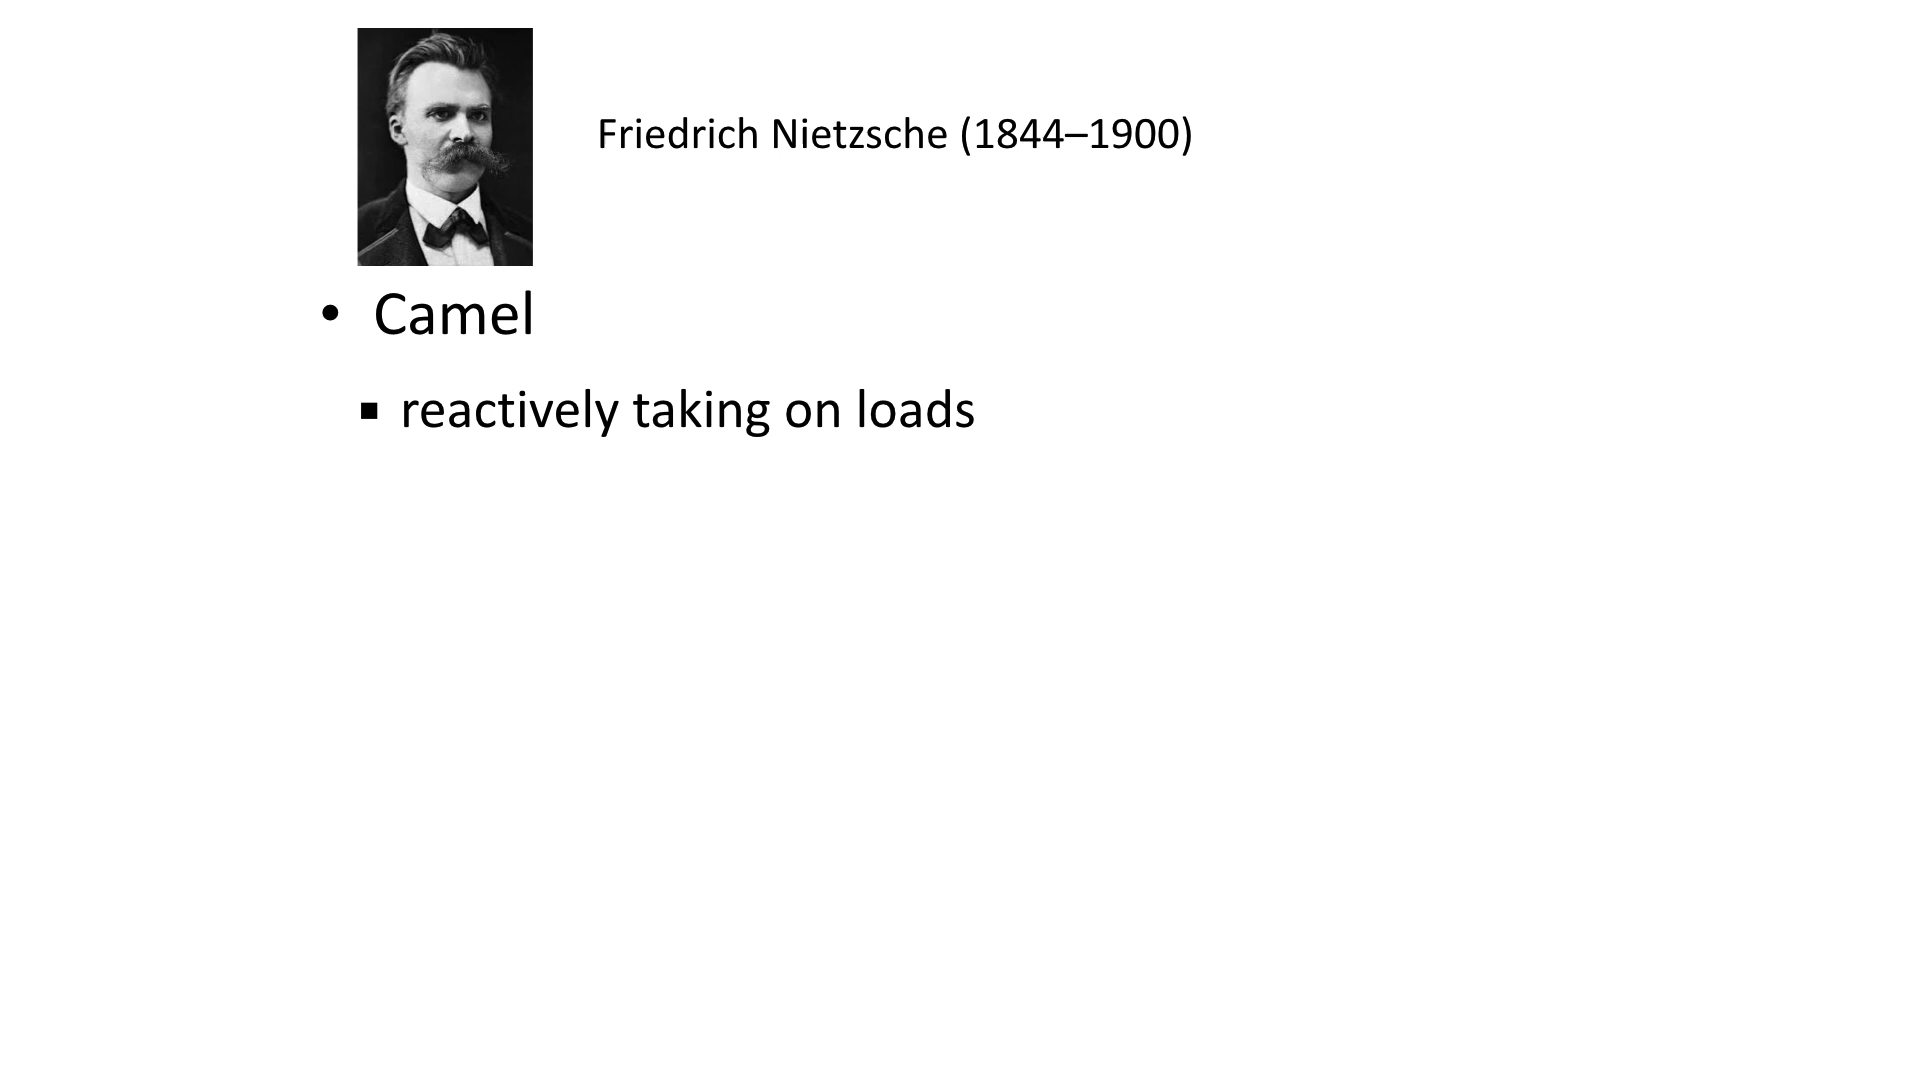 Friedrich Nietzsche (1844–1900)
• Camel
▪ reactively taking on loads